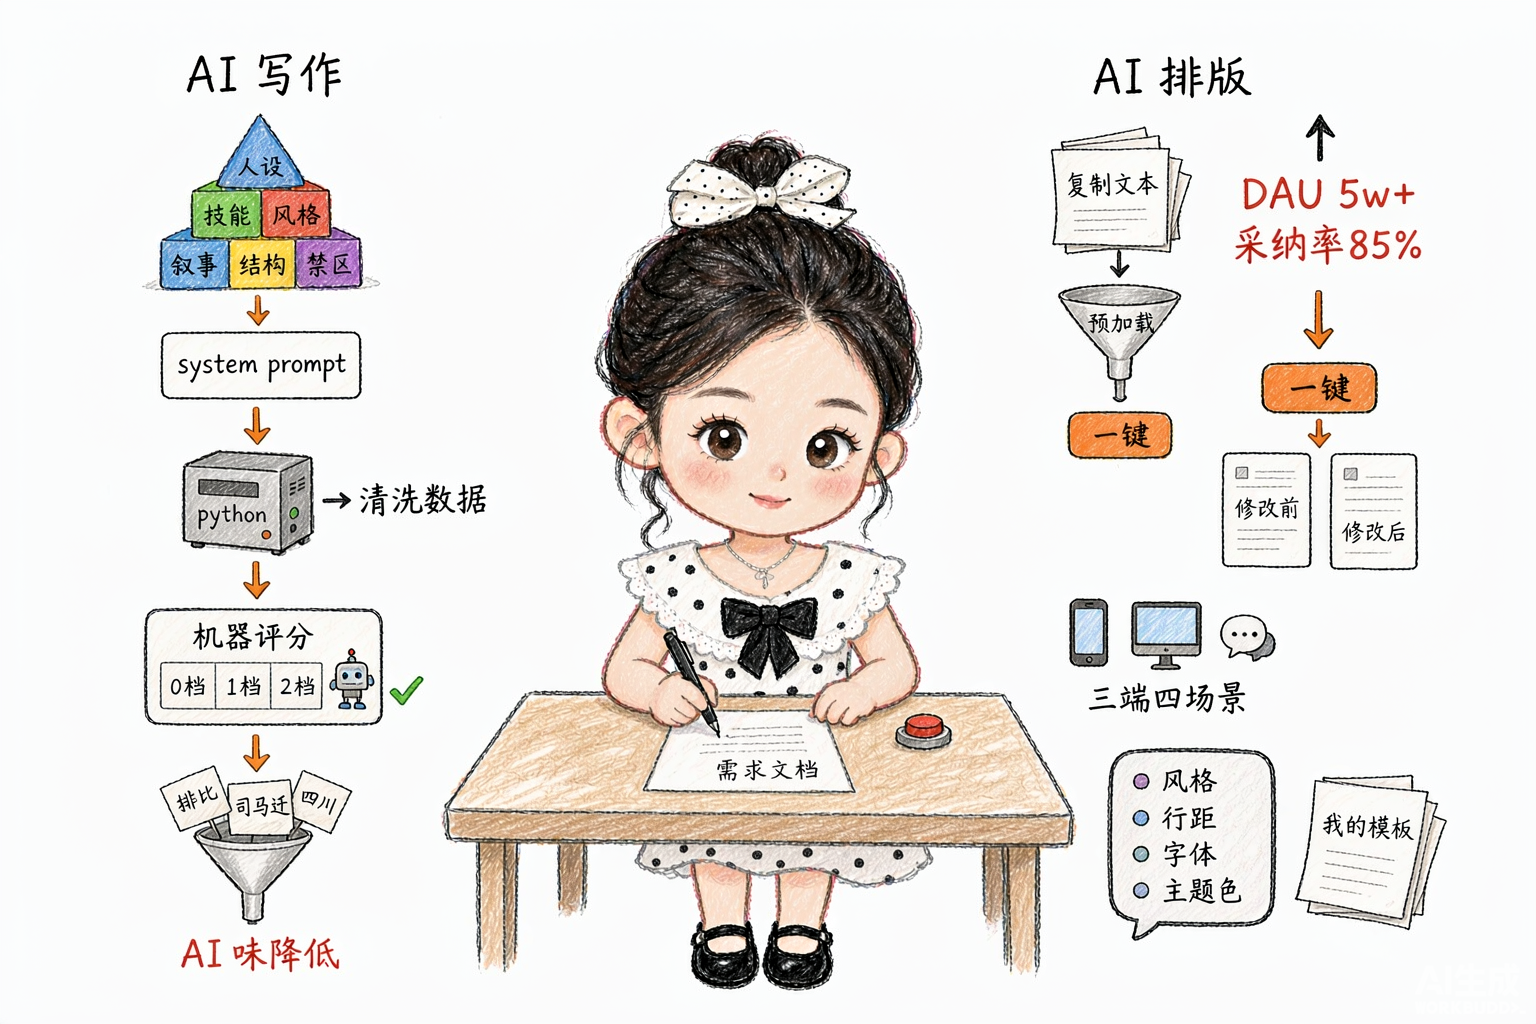 AI 写作
人设
技能 风格
叙事 结构 禁区
system prompt
python
清洗数据
机器评分
0档 1档 2档
排比 司马迁 四川
AI 味降低
需求文档
AI 排版
复制文本
预加载
一键
DAU 5w+
采纳率85%
一键
修改前
修改后
三端四场景
风格
行距
字体
主题色
我的模板